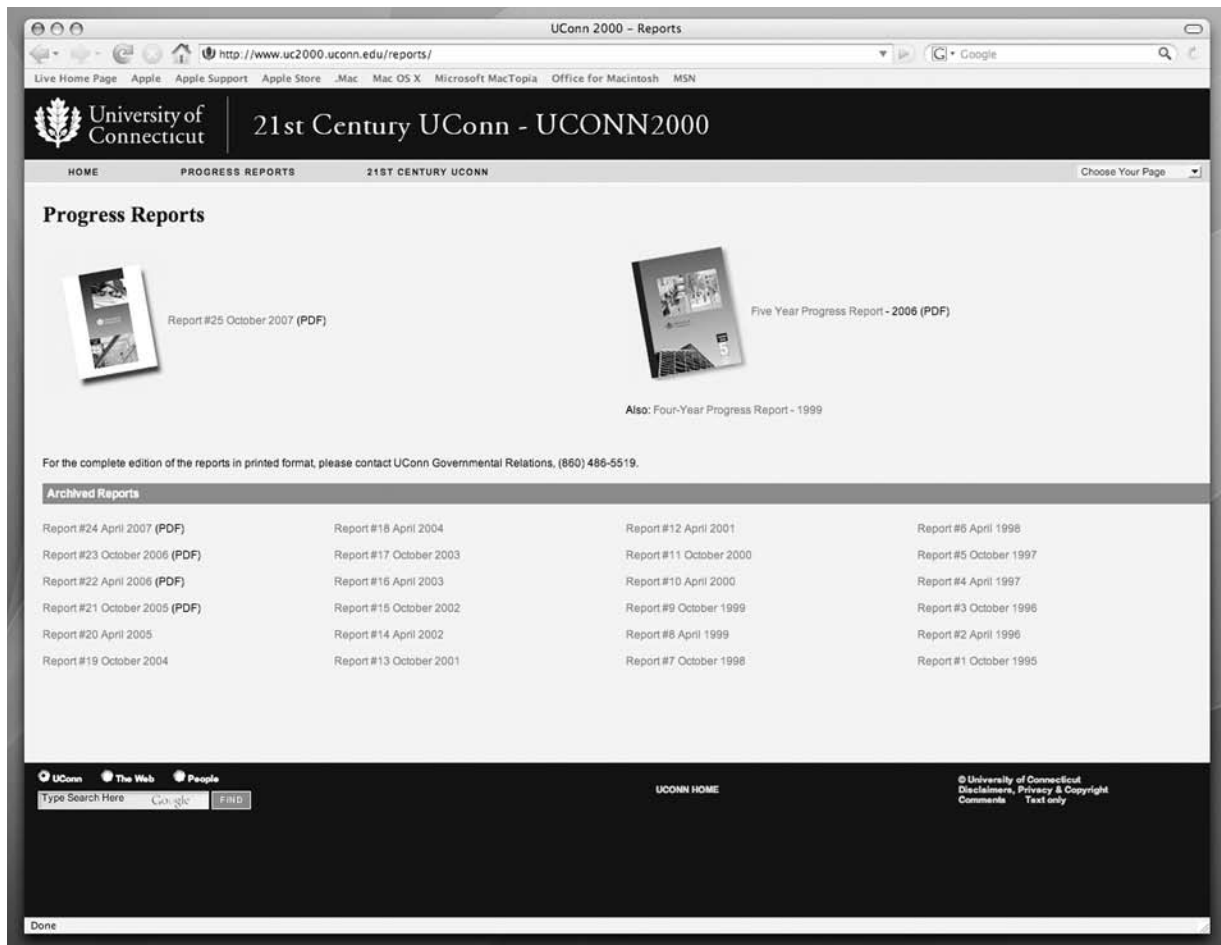 UConn 2000 – Reports
http://www.uc2000.uconn.edu/reports/
G
Google
Live Home Page Apple Apple Support Apple Store .Mac Mac OS X Microsoft MacTopia Office for Macintosh MSN
University of
Connecticut
21st Century UConn - UCONN2000
HOME PROGRESS REPORTS 21ST CENTURY UCONN Choose Your Page
Progress Reports
Report #25 October 2007 (PDF)
5
Five Year Progress Report - 2006 (PDF)
Also: Four-Year Progress Report - 1999
For the complete edition of the reports in printed format, please contact UConn Governmental Relations, (860) 486-5519.
Archived Reports
Report #24 April 2007 (PDF) Report #18 April 2004 Report #12 April 2001 Report #6 April 1998
Report #23 October 2006 (PDF) Report #17 October 2003 Report #11 October 2000 Report #5 October 1997
Report #22 April 2006 (PDF) Report #16 April 2003 Report #10 April 2000 Report #4 April 1997
Report #21 October 2005 (PDF) Report #15 October 2002 Report #9 October 1999 Report #3 October 1996
Report #20 April 2005 Report #14 April 2002 Report #8 April 1999 Report #2 April 1996
Report #19 October 2004 Report #13 October 2001 Report #7 October 1998 Report #1 October 1995
UConn The Web People
Type Search Here Google FIND
UCONN HOME
© University of Connecticut
Disclaimers, Privacy & Copyright
Comments Text only
Done